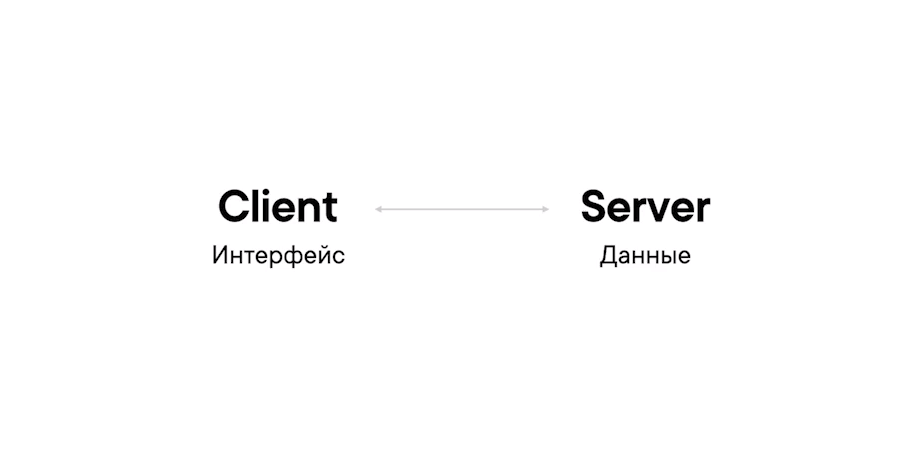 Client
Server
Интерфейс
Данные